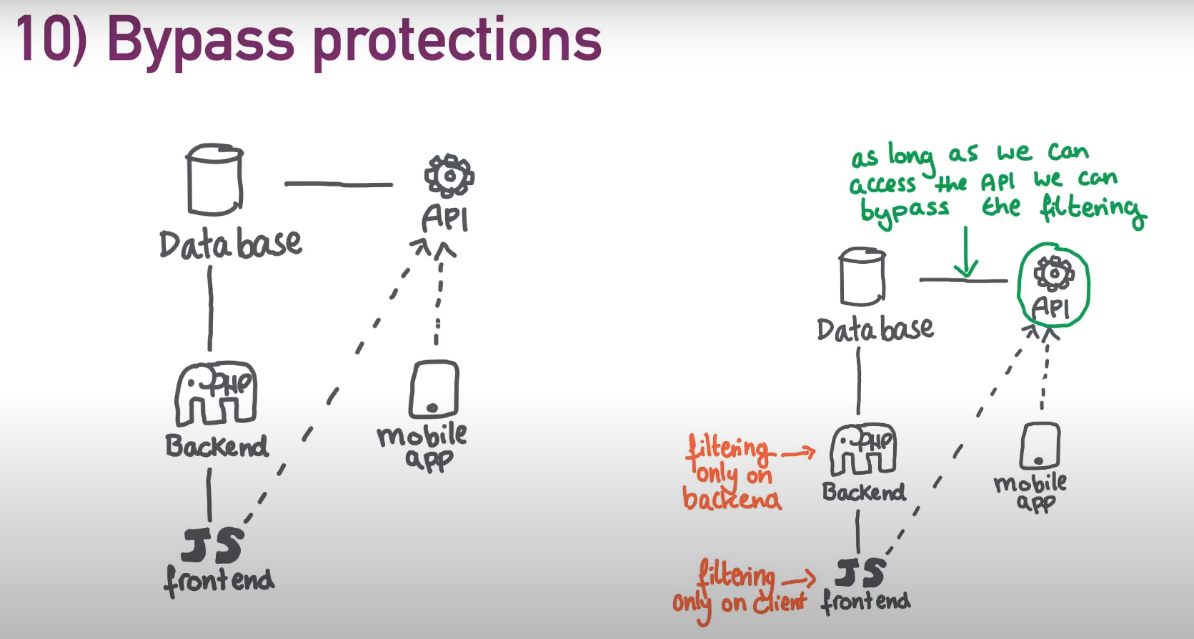 10) Bypass protections
Database
API
PHP
Backend
mobile
app
JS
frontend
as long as we can
access the API we can
bypass the filtering
Database
API
filtering
only on
backend
PHP
Backend
mobile
app
filtering
only on client
JS
frontend